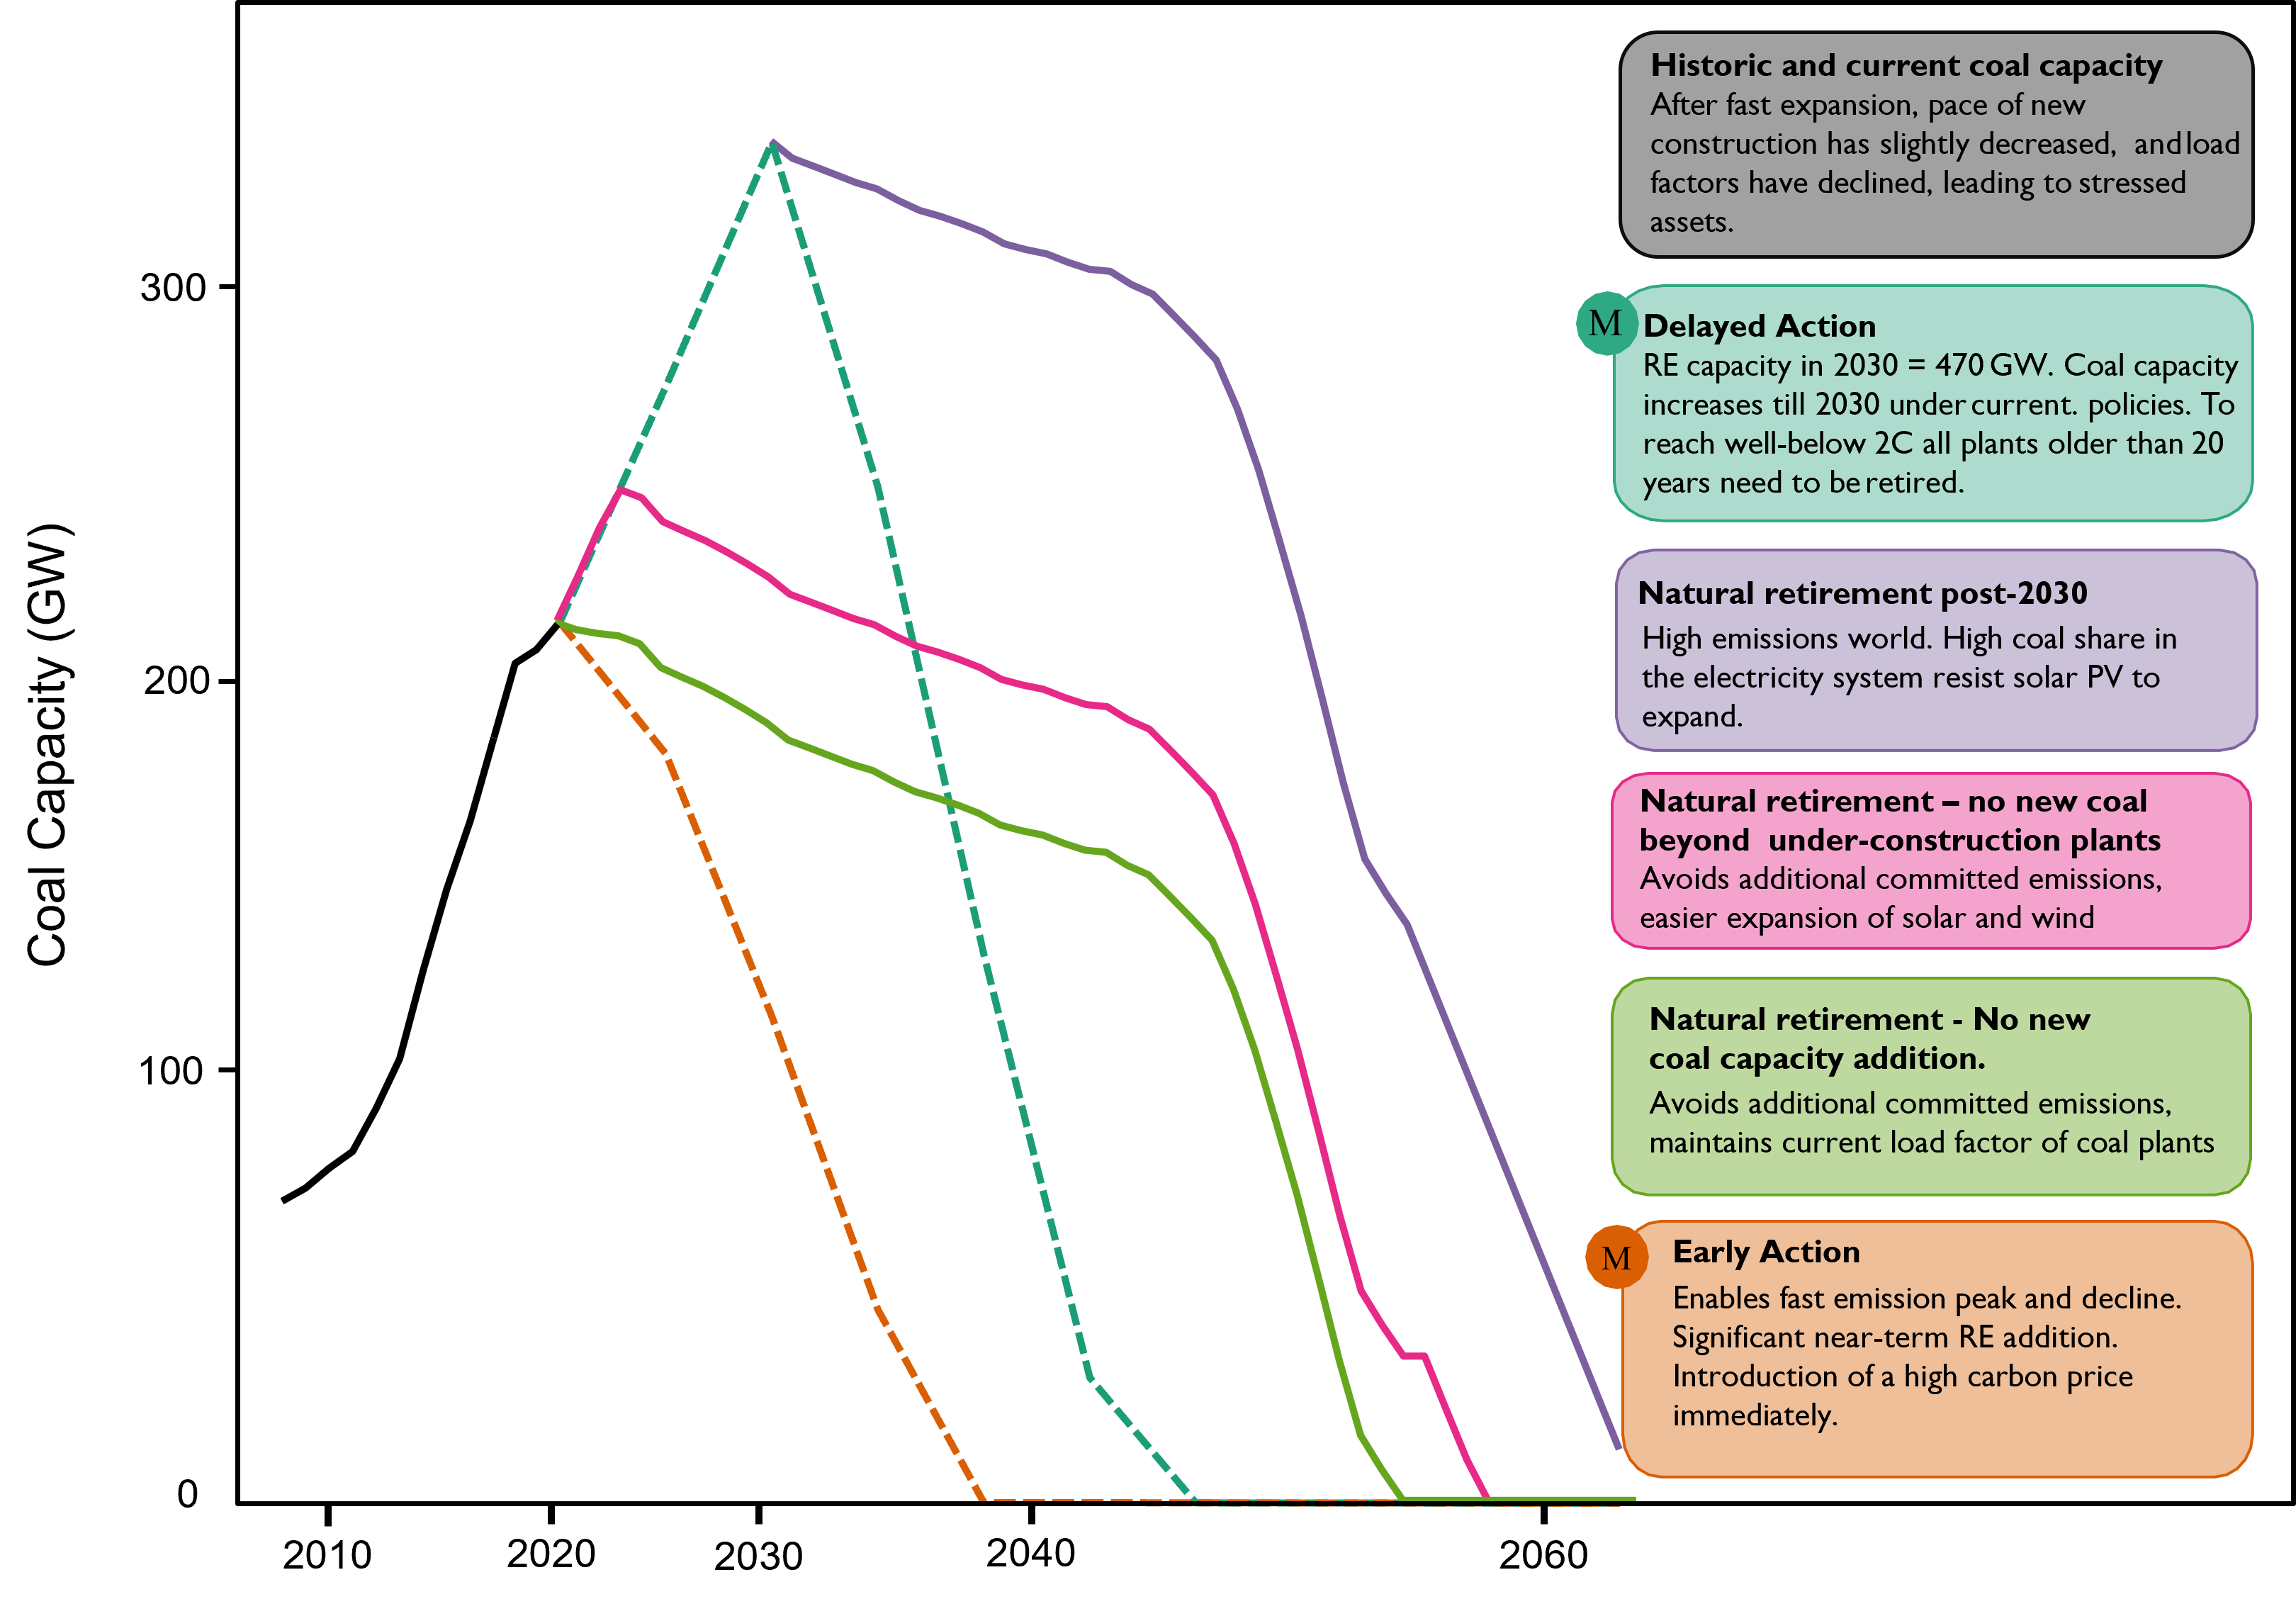 Historic and current coal capacity
After fast expansion, pace of new
construction has slightly decreased, and load
factors have declined, leading to stressed
assets.
300
M
Delayed Action
RE capacity in 2030 = 470 GW. Coal capacity
increases till 2030 under current. policies. To
reach well-below 2C all plants older than 20
years need to be retired.
Natural retirement post-2030
High emissions world. High coal share in
the electricity system resist solar PV to
expand.
Coal Capacity (GW)
200
Natural retirement – no new coal
beyond under-construction plants
Avoids additional committed emissions,
easier expansion of solar and wind
100
Natural retirement - No new
coal capacity addition.
Avoids additional committed emissions,
maintains current load factor of coal plants
M
Early Action
Enables fast emission peak and decline.
Significant near-term RE addition.
Introduction of a high carbon price
immediately.
0
2010 2020 2030 2040 2060